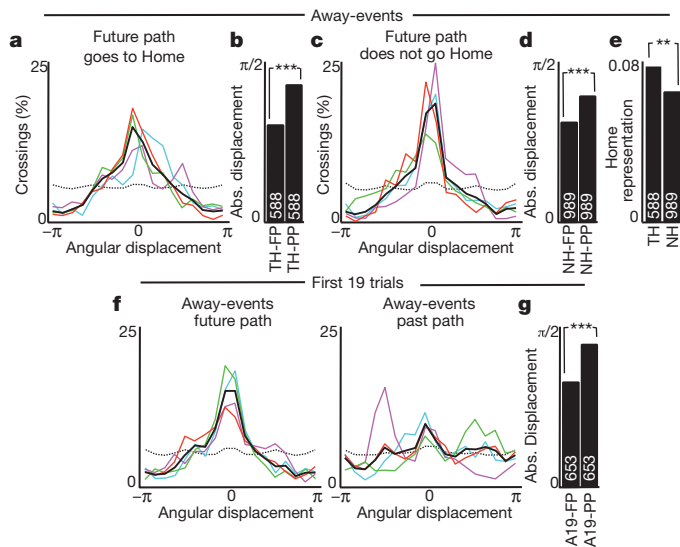 Away-events
a
Future path
goes to Home
25
Crossings (%)
0
−π
0
π
Angular displacement
b
π/2
***
Abs. displacement
0
588
588
TH-FP
TH-PP
c
Future path
does not go Home
25
Crossings (%)
0
−π
0
π
Angular displacement
d
π/2
***
Abs. displacement
0
989
989
NH-FP
NH-PP
e
**
0.08
Home
representation
0
588
989
TH
NH
First 19 trials
f
Away-events
future path
25
Crossings (%)
0
−π
0
π
Angular displacement
Away-events
past path
25
0
−π
0
π
Angular displacement
g
π/2
***
Abs. Displacement
0
653
653
A19-FP
A19-PP